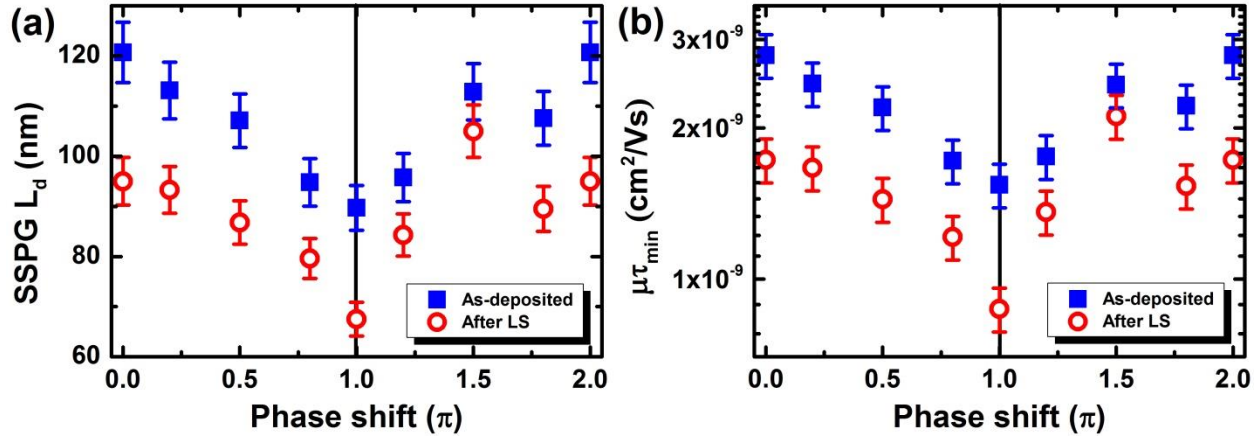 (a)
SSPG L_d (nm)
120
100
80
60
As-deposited
After LS
0.0 0.5 1.0 1.5 2.0
Phase shift (π)
(b)
μτ_min (cm²/Vs)
3x10⁻⁹
2x10⁻⁹
1x10⁻⁹
As-deposited
After LS
0.0 0.5 1.0 1.5 2.0
Phase shift (π)